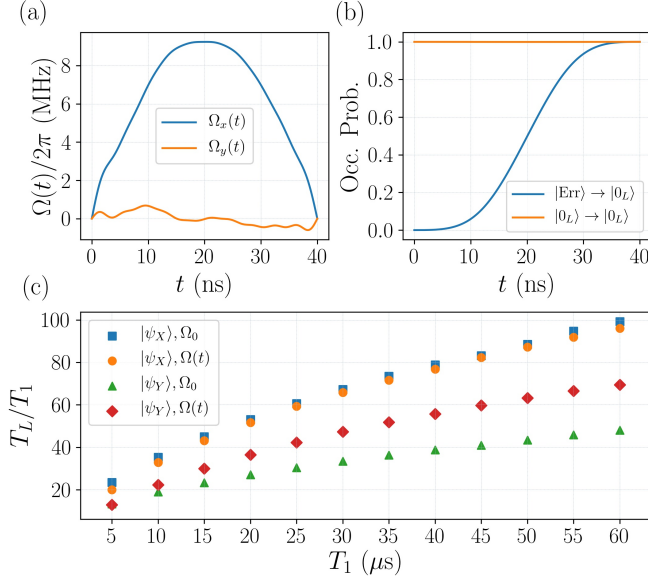 (a)
Ω(t)/2π (MHz)
8
6
4
2
0
Ω_x(t)
Ω_y(t)
0 10 20 30 40
t (ns)
(b)
Occ. Prob.
1.0
0.8
0.6
0.4
0.2
0.0
|Err⟩ → |0_L⟩
|0_L⟩ → |0_L⟩
0 10 20 30 40
t (ns)
(c)
T_L/T_1
100
80
60
40
20
|ψ_X⟩, Ω_0
|ψ_X⟩, Ω(t)
|ψ_Y⟩, Ω_0
|ψ_Y⟩, Ω(t)
5 10 15 20 25 30 35 40 45 50 55 60
T_1 (μs)